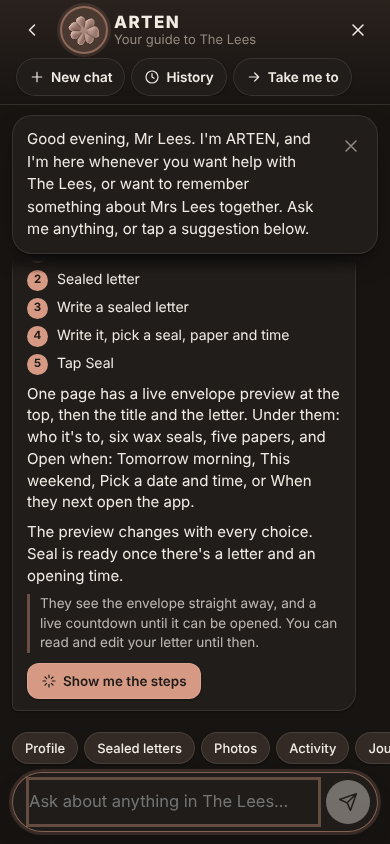 ARTEN
Your guide to The Lees
New chat
History
Take me to
Good evening, Mr Lees. I'm ARTEN, and
I'm here whenever you want help with
The Lees, or want to remember
something about Mrs Lees together. Ask
me anything, or tap a suggestion below.
2 Sealed letter
3 Write a sealed letter
4 Write it, pick a seal, paper and time
5 Tap Seal
One page has a live envelope preview at the
top, then the title and the letter. Under them:
who it's to, six wax seals, five papers, and
Open when: Tomorrow morning, This
weekend, Pick a date and time, or When
they next open the app.
The preview changes with every choice.
Seal is ready once there's a letter and an
opening time.
They see the envelope straight away, and a
live countdown until it can be opened. You can
read and edit your letter until then.
Show me the steps
Profile
Sealed letters
Photos
Activity
Jou
Ask about anything in The Lees...